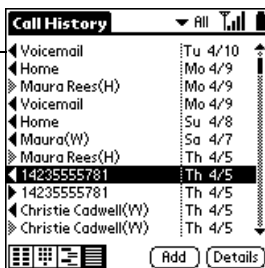 Call History All
Voicemail Tu 4/10
Home Mo 4/9
Maura Rees(H) Mo 4/9
Voicemail Mo 4/9
Home Su 4/8
Maura(W) Sa 4/7
Maura Rees(H) Th 4/5
14235555781 Th 4/5
14235555781 Th 4/5
Christie Cadwell(W) Th 4/5
Christie Cadwell(W) Th 4/5
Add Details